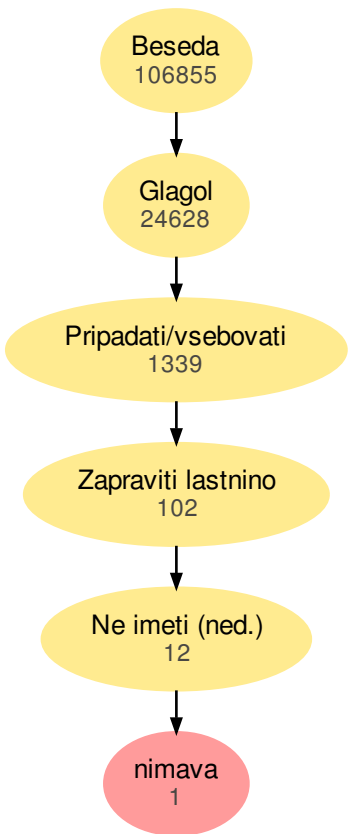 Beseda
106855
Glagol
24628
Pripadati/vsebovati
1339
Zapraviti lastnino
102
Ne imeti (ned.)
12
nimava
1